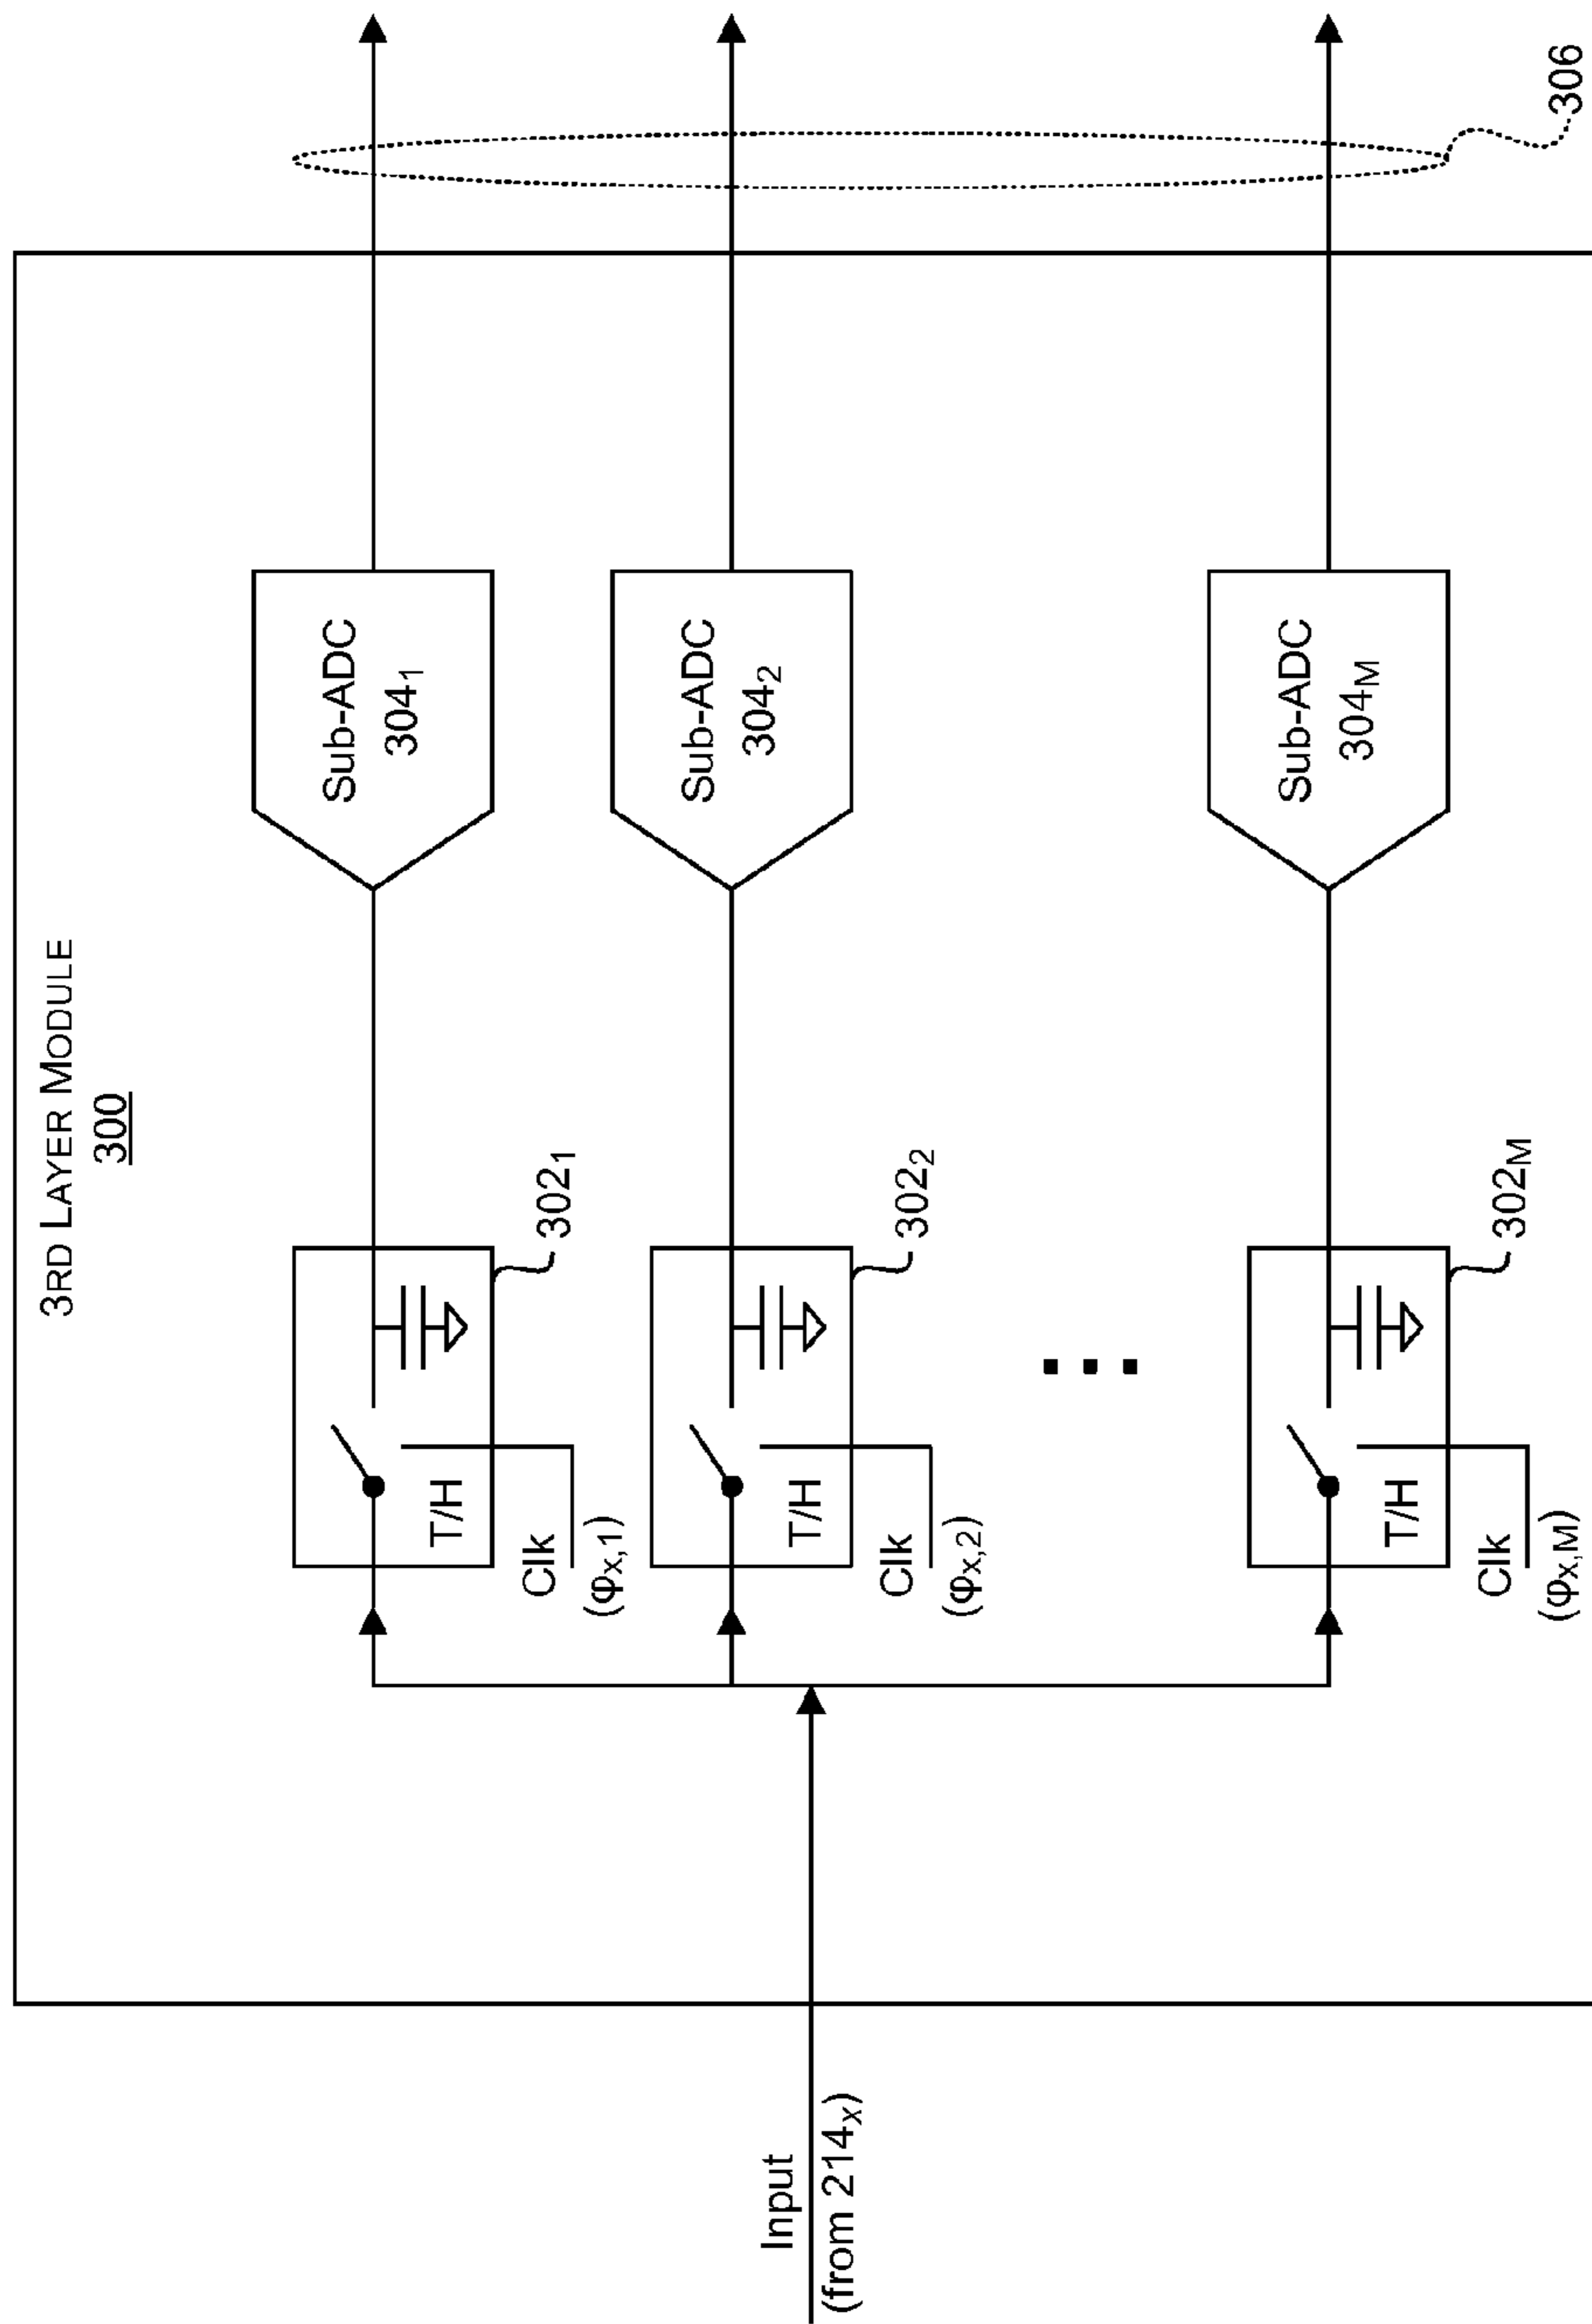 3RD LAYER MODULE
300
Input
(from 214x)
T/H
Clk
(φx,1)
302₁
Sub-ADC
304₁
T/H
Clk
(φx,2)
302₂
Sub-ADC
304₂
T/H
Clk
(φx,M)
302M
Sub-ADC
304M
306